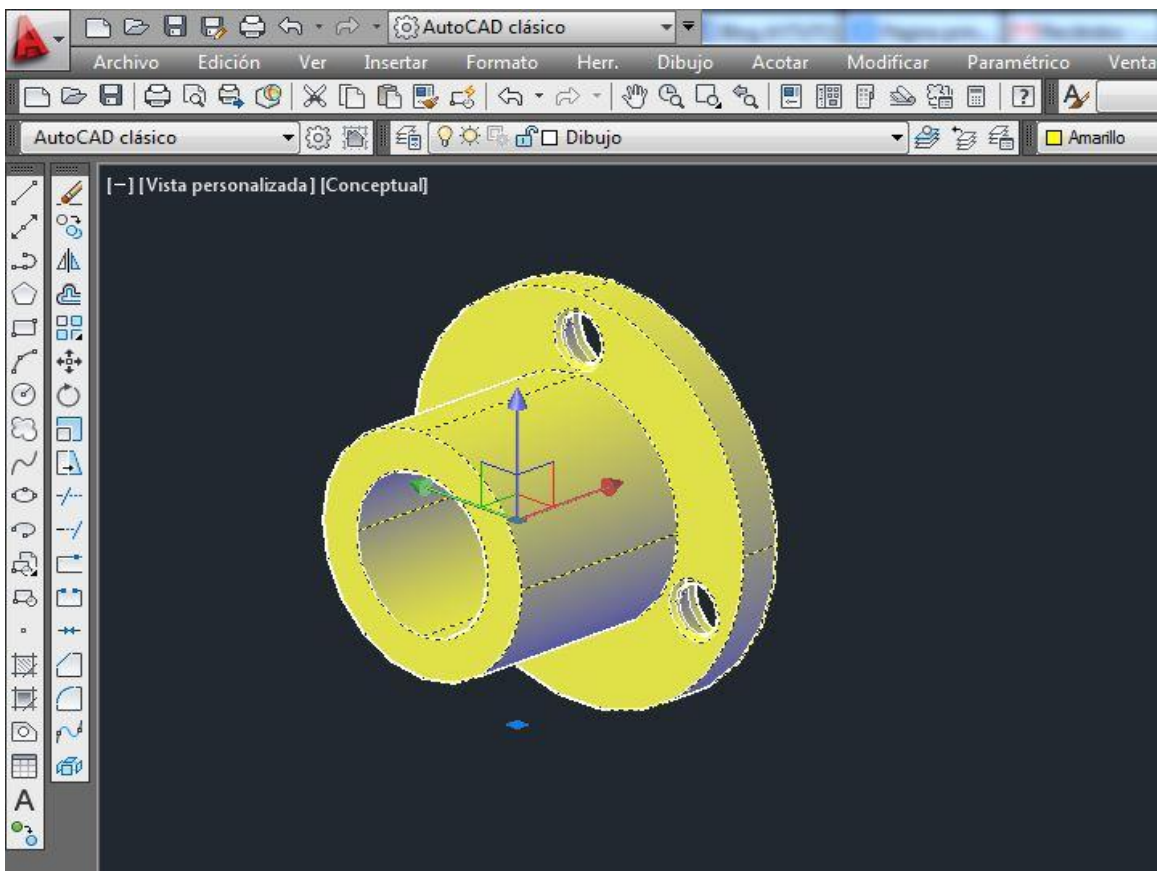 AutoCAD clásico
Archivo Edición Ver Insertar Formato Herr. Dibujo Acotar Modificar Paramétrico Venta
AutoCAD clásico Dibujo Amarillo
[−] [Vista personalizada] [Conceptual]